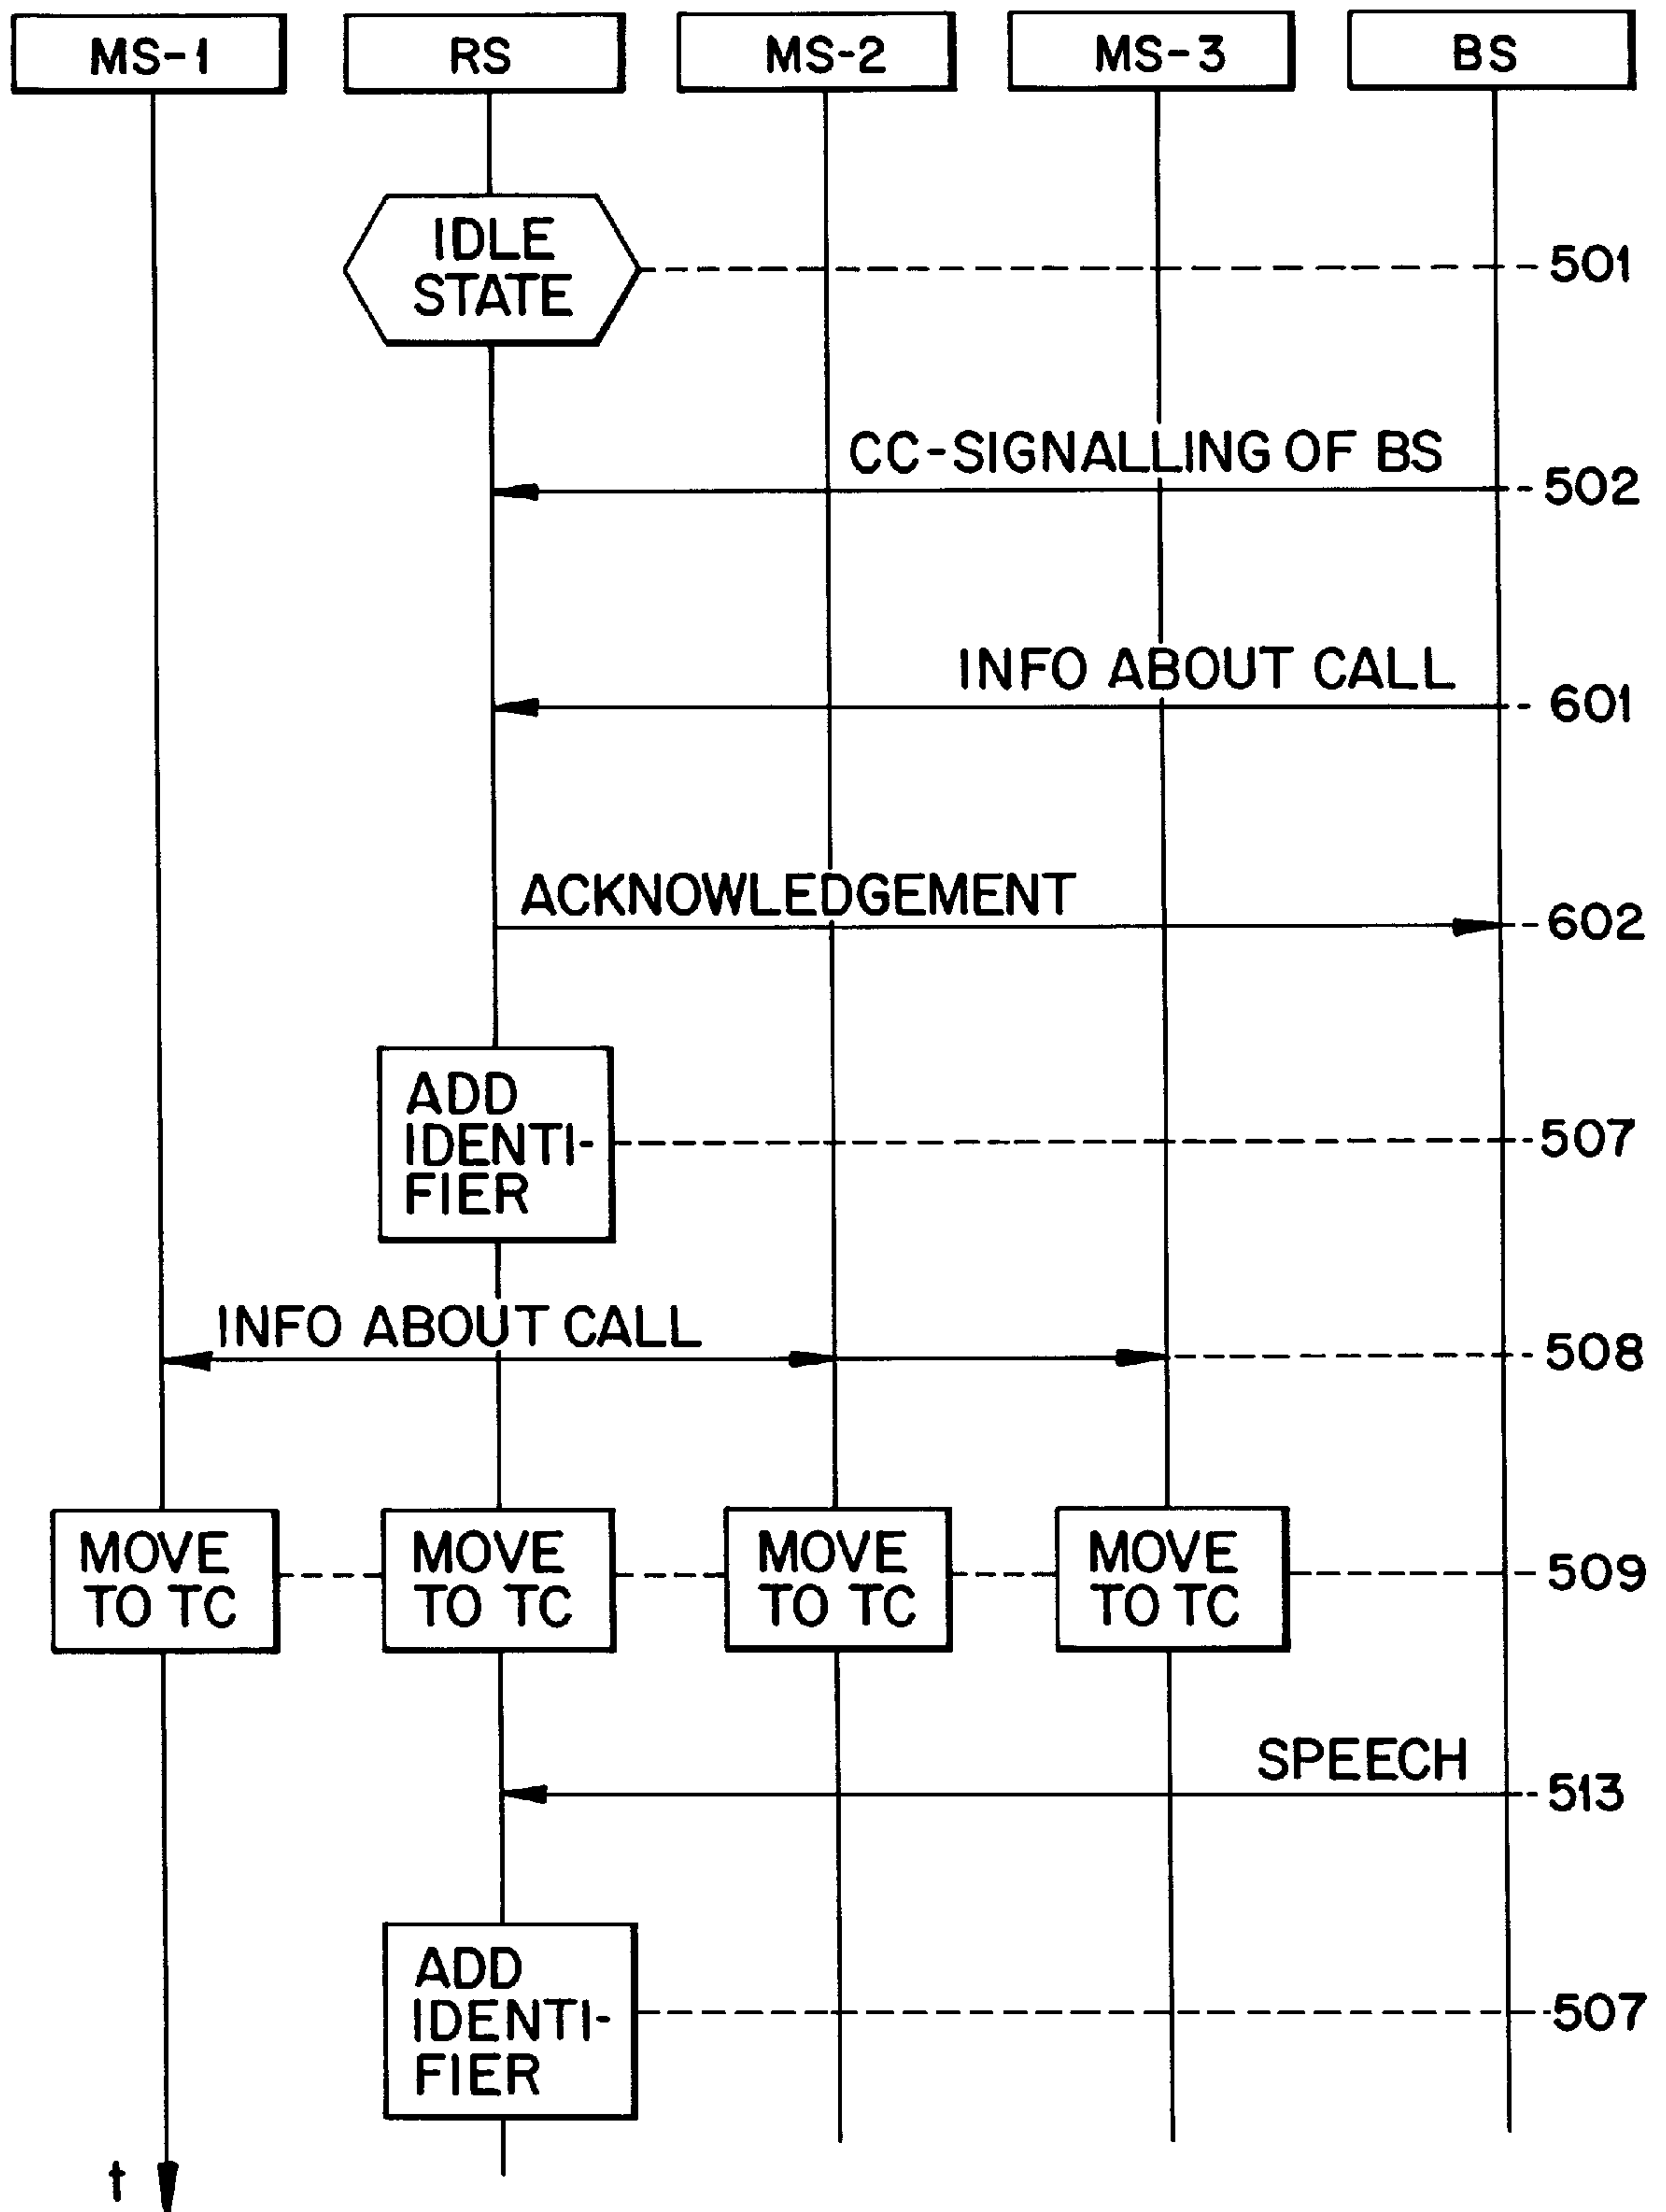 MS-1
RS
MS-2
MS-3
BS
IDLE
STATE
501
CC-SIGNALLING OF BS
502
INFO ABOUT CALL
601
ACKNOWLEDGEMENT
602
ADD
IDENTI-
FIER
507
INFO ABOUT CALL
508
MOVE
TO TC
MOVE
TO TC
MOVE
TO TC
MOVE
TO TC
509
SPEECH
513
ADD
IDENTI-
FIER
507
t